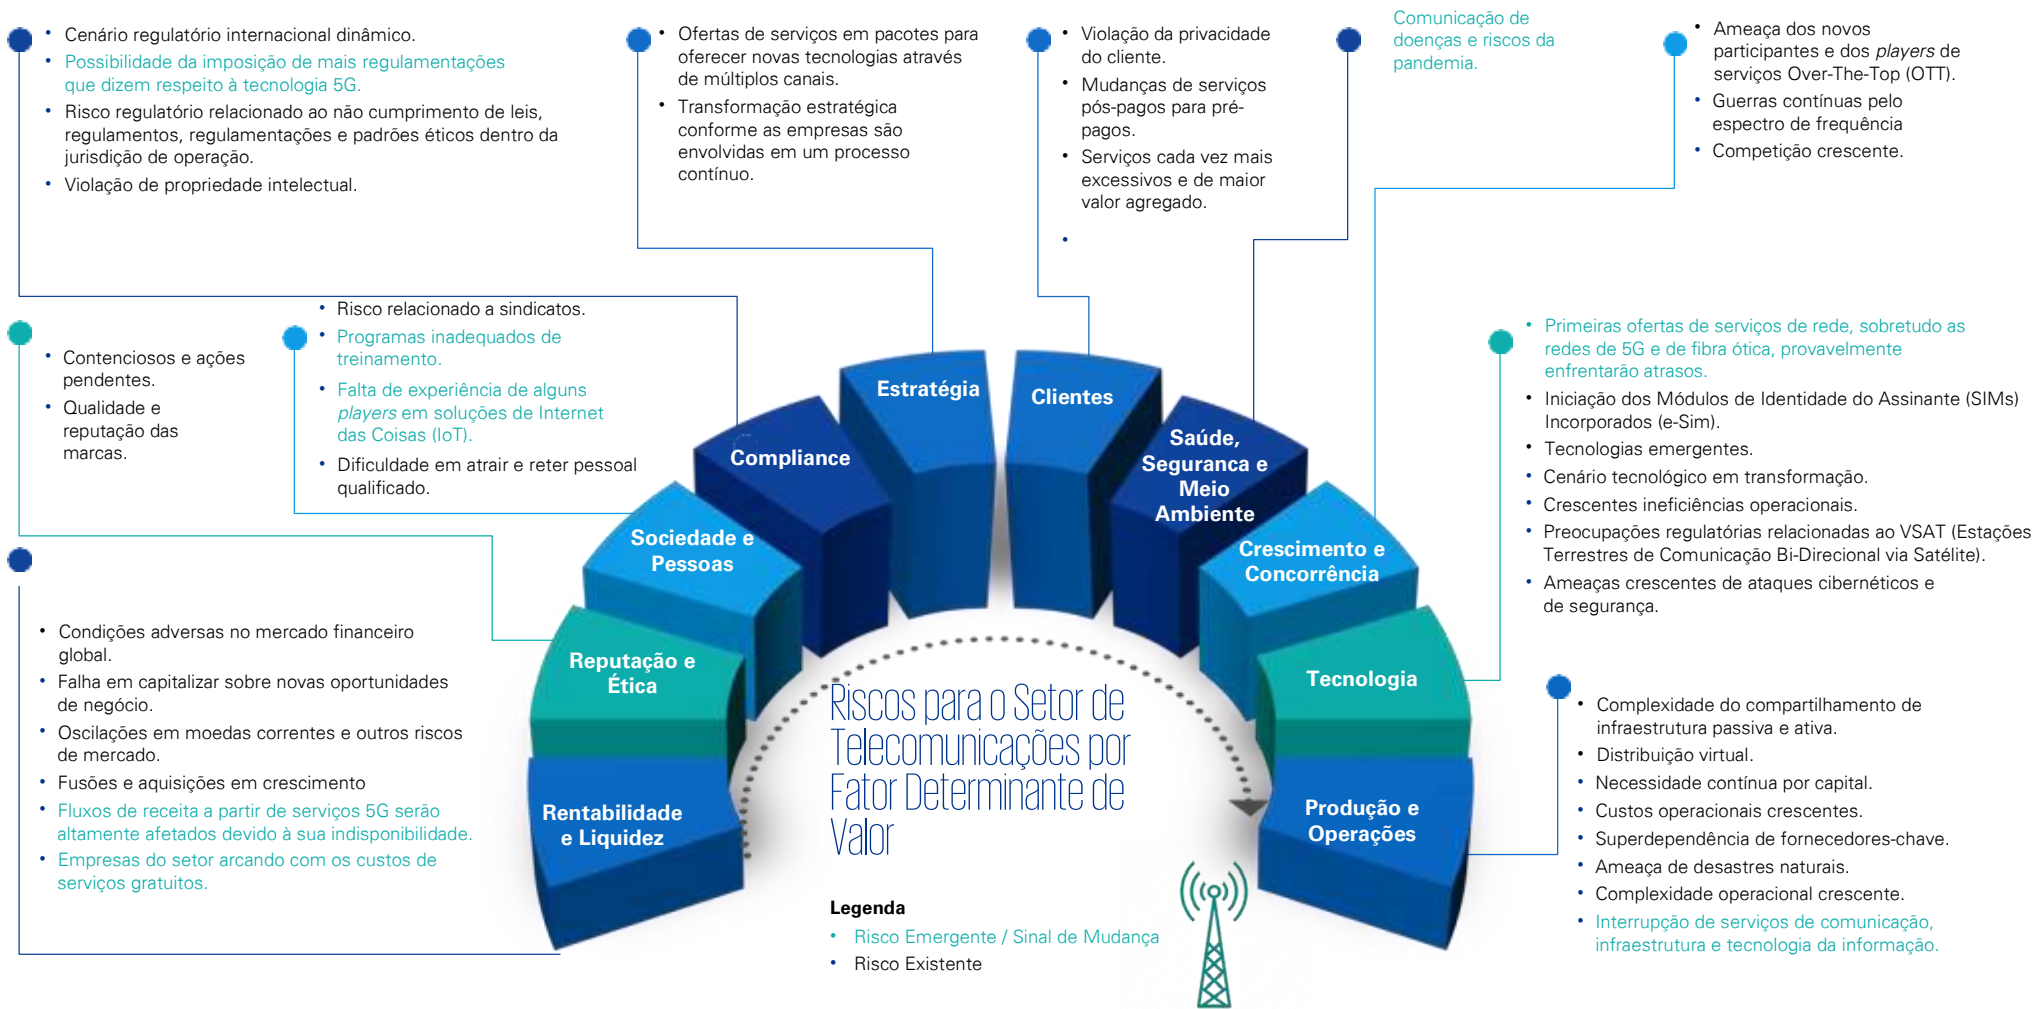 • Cenário regulatório internacional dinâmico.
• Possibilidade da imposição de mais regulamentações
que dizem respeito à tecnologia 5G.
• Risco regulatório relacionado ao não cumprimento de leis,
regulamentos, regulamentações e padrões éticos dentro da
jurisdição de operação.
• Violação de propriedade intelectual.
• Ofertas de serviços em pacotes para
oferecer novas tecnologias através
de múltiplos canais.
• Transformação estratégica
conforme as empresas são
envolvidas em um processo
contínuo.
• Violação da privacidade
do cliente.
• Mudanças de serviços
pós-pagos para pré-
pagos.
• Serviços cada vez mais
excessivos e de maior
valor agregado.
•
Comunicação de
doenças e riscos da
pandemia.
• Ameaça dos novos
participantes e dos players de
serviços Over-The-Top (OTT).
• Guerras contínuas pelo
espectro de frequência
• Competição crescente.
• Contenciosos e ações
pendentes.
• Qualidade e
reputação das
marcas.
• Risco relacionado a sindicatos.
• Programas inadequados de
treinamento.
• Falta de experiência de alguns
players em soluções de Internet
das Coisas (IoT).
• Dificuldade em atrair e reter pessoal
qualificado.
• Primeiras ofertas de serviços de rede, sobretudo as
redes de 5G e de fibra ótica, provavelmente
enfrentarão atrasos.
• Iniciação dos Módulos de Identidade do Assinante (SIMs)
Incorporados (e-Sim).
• Tecnologias emergentes.
• Cenário tecnológico em transformação.
• Crescentes ineficiências operacionais.
• Preocupações regulatórias relacionadas ao VSAT (Estações
Terrestres de Comunicação Bi-Direcional via Satélite).
• Ameaças crescentes de ataques cibernéticos e
de segurança.
• Condições adversas no mercado financeiro
global.
• Falha em capitalizar sobre novas oportunidades
de negócio.
• Oscilações em moedas correntes e outros riscos
de mercado.
• Fusões e aquisições em crescimento
• Fluxos de receita a partir de serviços 5G serão
altamente afetados devido à sua indisponibilidade.
• Empresas do setor arcando com os custos de
serviços gratuitos.
• Complexidade do compartilhamento de
infraestrutura passiva e ativa.
• Distribuição virtual.
• Necessidade contínua por capital.
• Custos operacionais crescentes.
• Superdependência de fornecedores-chave.
• Ameaça de desastres naturais.
• Complexidade operacional crescente.
• Interrupção de serviços de comunicação,
infraestrutura e tecnologia da informação.
Rentabilidade
e Liquidez
Reputação e
Ética
Sociedade e
Pessoas
Compliance
Estratégia
Clientes
Saúde,
Seguranca e
Meio
Ambiente
Crescimento e
Concorrência
Tecnologia
Produção e
Operações
Riscos para o Setor de
Telecomunicações por
Fator Determinante de
Valor
Legenda
• Risco Emergente / Sinal de Mudança
• Risco Existente